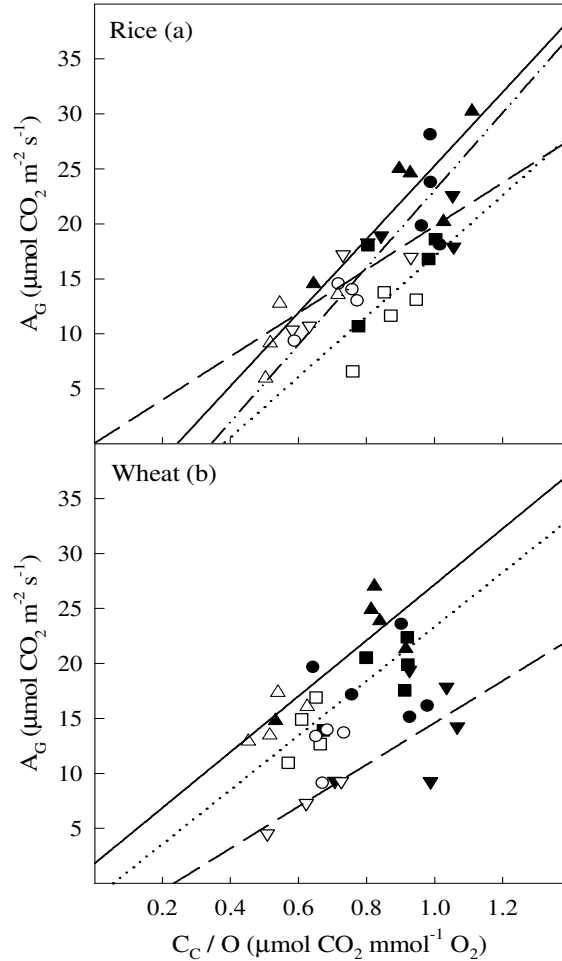 Rice (a)
35
30
25
20
15
10
5
A_G (μmol CO₂ m⁻² s⁻¹)
Wheat (b)
35
30
25
20
15
10
5
A_G (μmol CO₂ m⁻² s⁻¹)
0.2 0.4 0.6 0.8 1.0 1.2
C_C / O (μmol CO₂ mmol⁻¹ O₂)